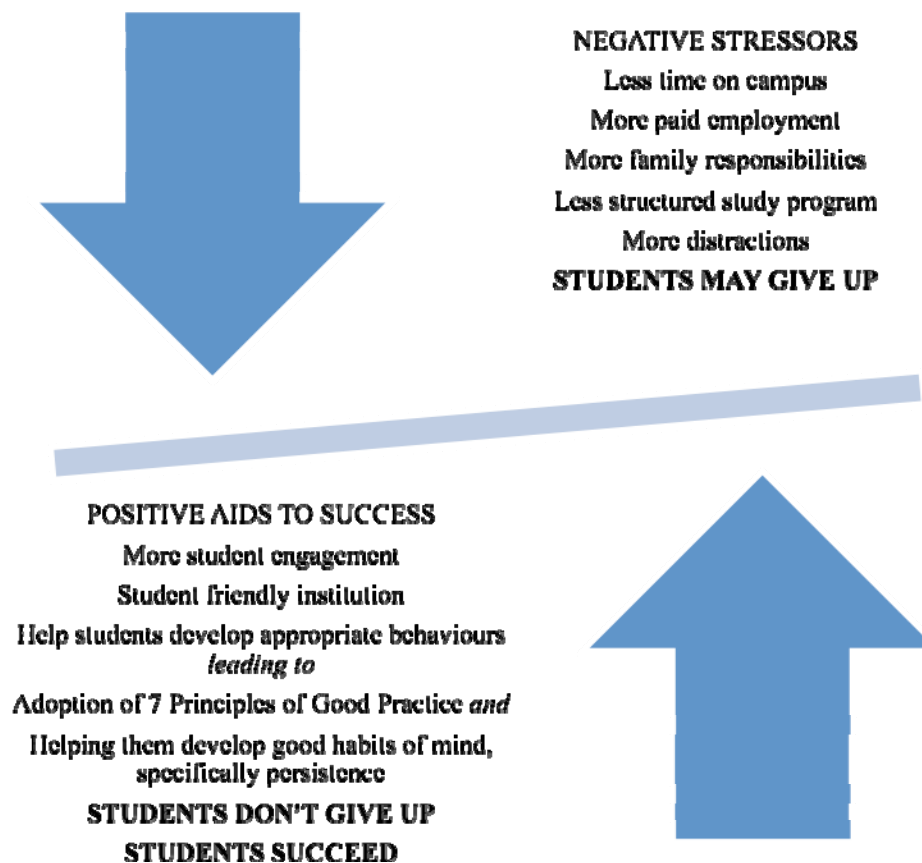 NEGATIVE STRESSORS
Less time on campus
More paid employment
More family responsibilities
Less structured study program
More distractions
STUDENTS MAY GIVE UP
POSITIVE AIDS TO SUCCESS
More student engagement
Student friendly institution
Help students develop appropriate behaviours
leading to
Adoption of 7 Principles of Good Practice and
Helping them develop good habits of mind,
specifically persistence
STUDENTS DON'T GIVE UP
STUDENTS SUCCEED